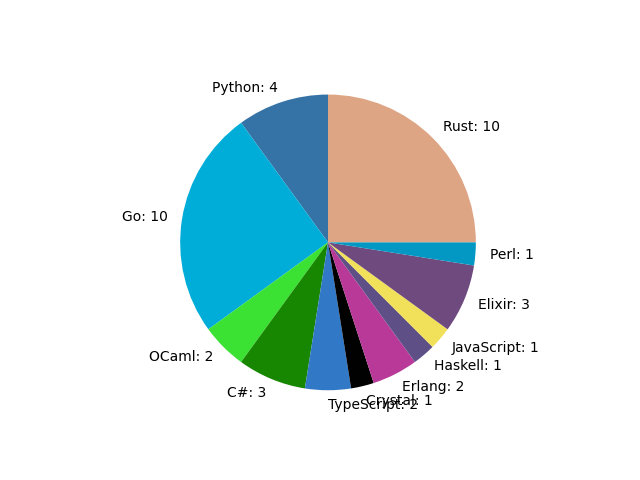 Python: 4
Rust: 10
Go: 10
Perl: 1
Elixir: 3
JavaScript: 1
OCaml: 2
Haskell: 1
Erlang: 2
C#: 3
Crystal: 1
TypeScript: 2